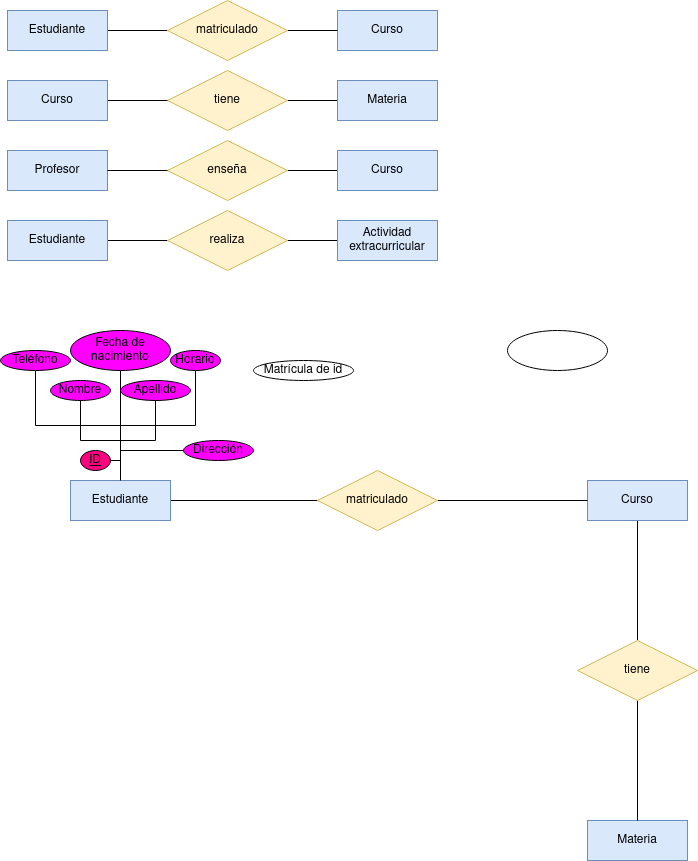 Estudiante
matriculado
Curso
Curso
tiene
Materia
Profesor
enseña
Curso
Estudiante
realiza
Actividad
extracurricular
Fecha de
nacimiento
Teléfono
Horario
Matrícula de id
Nombre
Apellido
Dirección
ID
Estudiante
matriculado
Curso
tiene
Materia